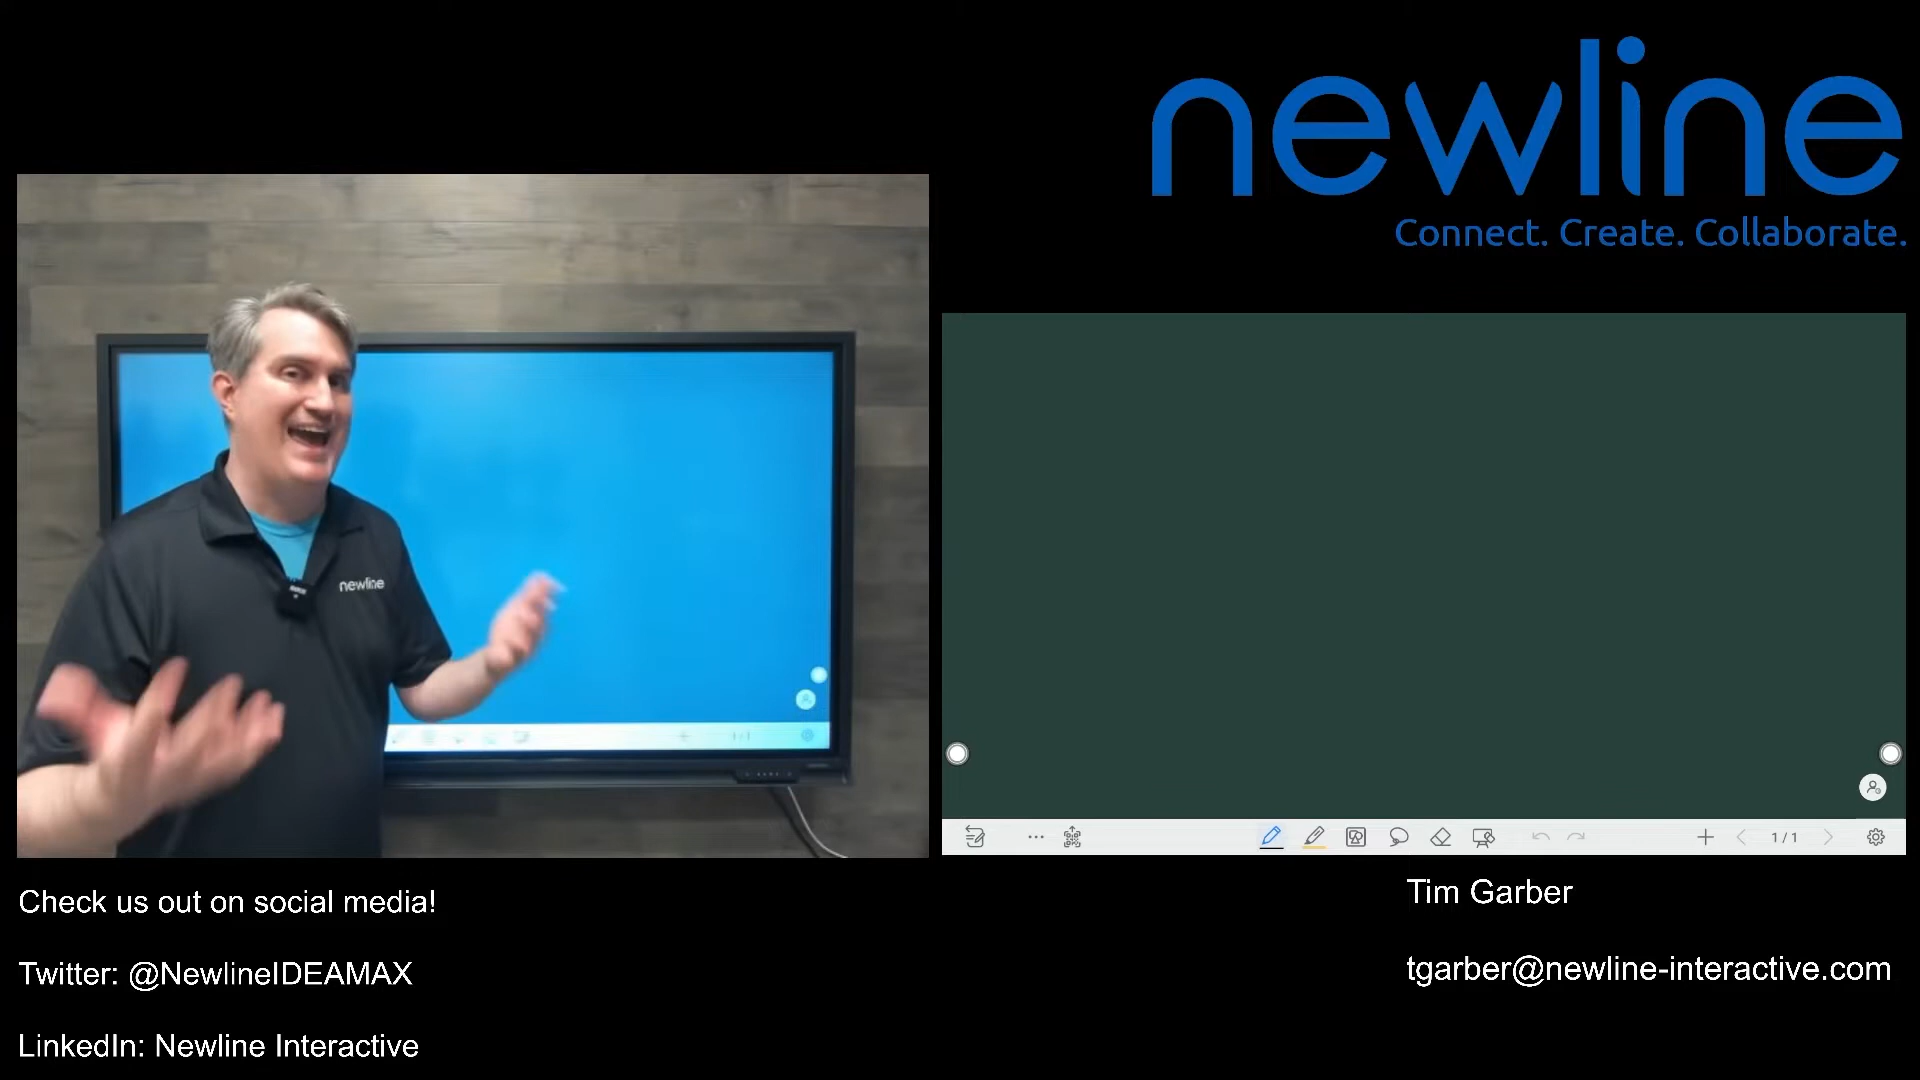 newline
Connect. Create. Collaborate.
newline
1 / 1
Check us out on social media!
Twitter: @NewlineIDEAMAX
LinkedIn: Newline Interactive
Tim Garber
tgarber@newline-interactive.com